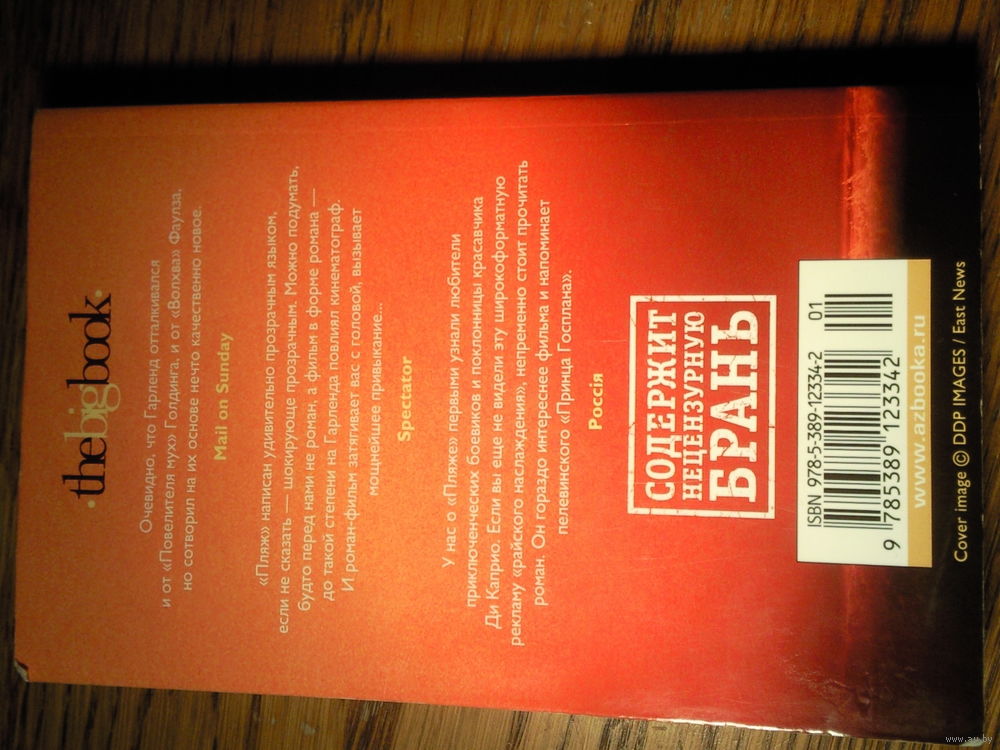 ·thebigbook·
Очевидно, что Гарленд отталкивался
и от «Повелителя мух» Голдинга и от «Волхва» Фаулза,
но сотворил на их основе нечто качественно новое.
Mail on Sunday
«Пляж» написан удивительно прозрачным языком,
если не сказать — шокирующе прозрачным. Можно подумать,
будто перед нами не роман, а фильм в форме романа —
до такой степени на Гарленда повлиял кинематограф.
И роман-фильм затягивает вас с головой, вызывает
мощнейшее привыкание...
Spectator
У нас о «Пляже» первыми узнали любители
приключенческих боевиков и поклонницы красавчика
Ди Каприо. Если вы еще не видели эту широкоформатную
рекламу «райского наслаждения», непременно стоит прочитать
роман. Он гораздо интереснее фильма и напоминает
пелевинского «Принца Госплана».
Россія
СОДЕРЖИТ
НЕЦЕНЗУРНУЮ
БРАНЬ
ISBN 978-5-389-12334-2
01
9 785389 123342
www.azbooka.ru
Cover image © DDP IMAGES / East News
www.ay.by